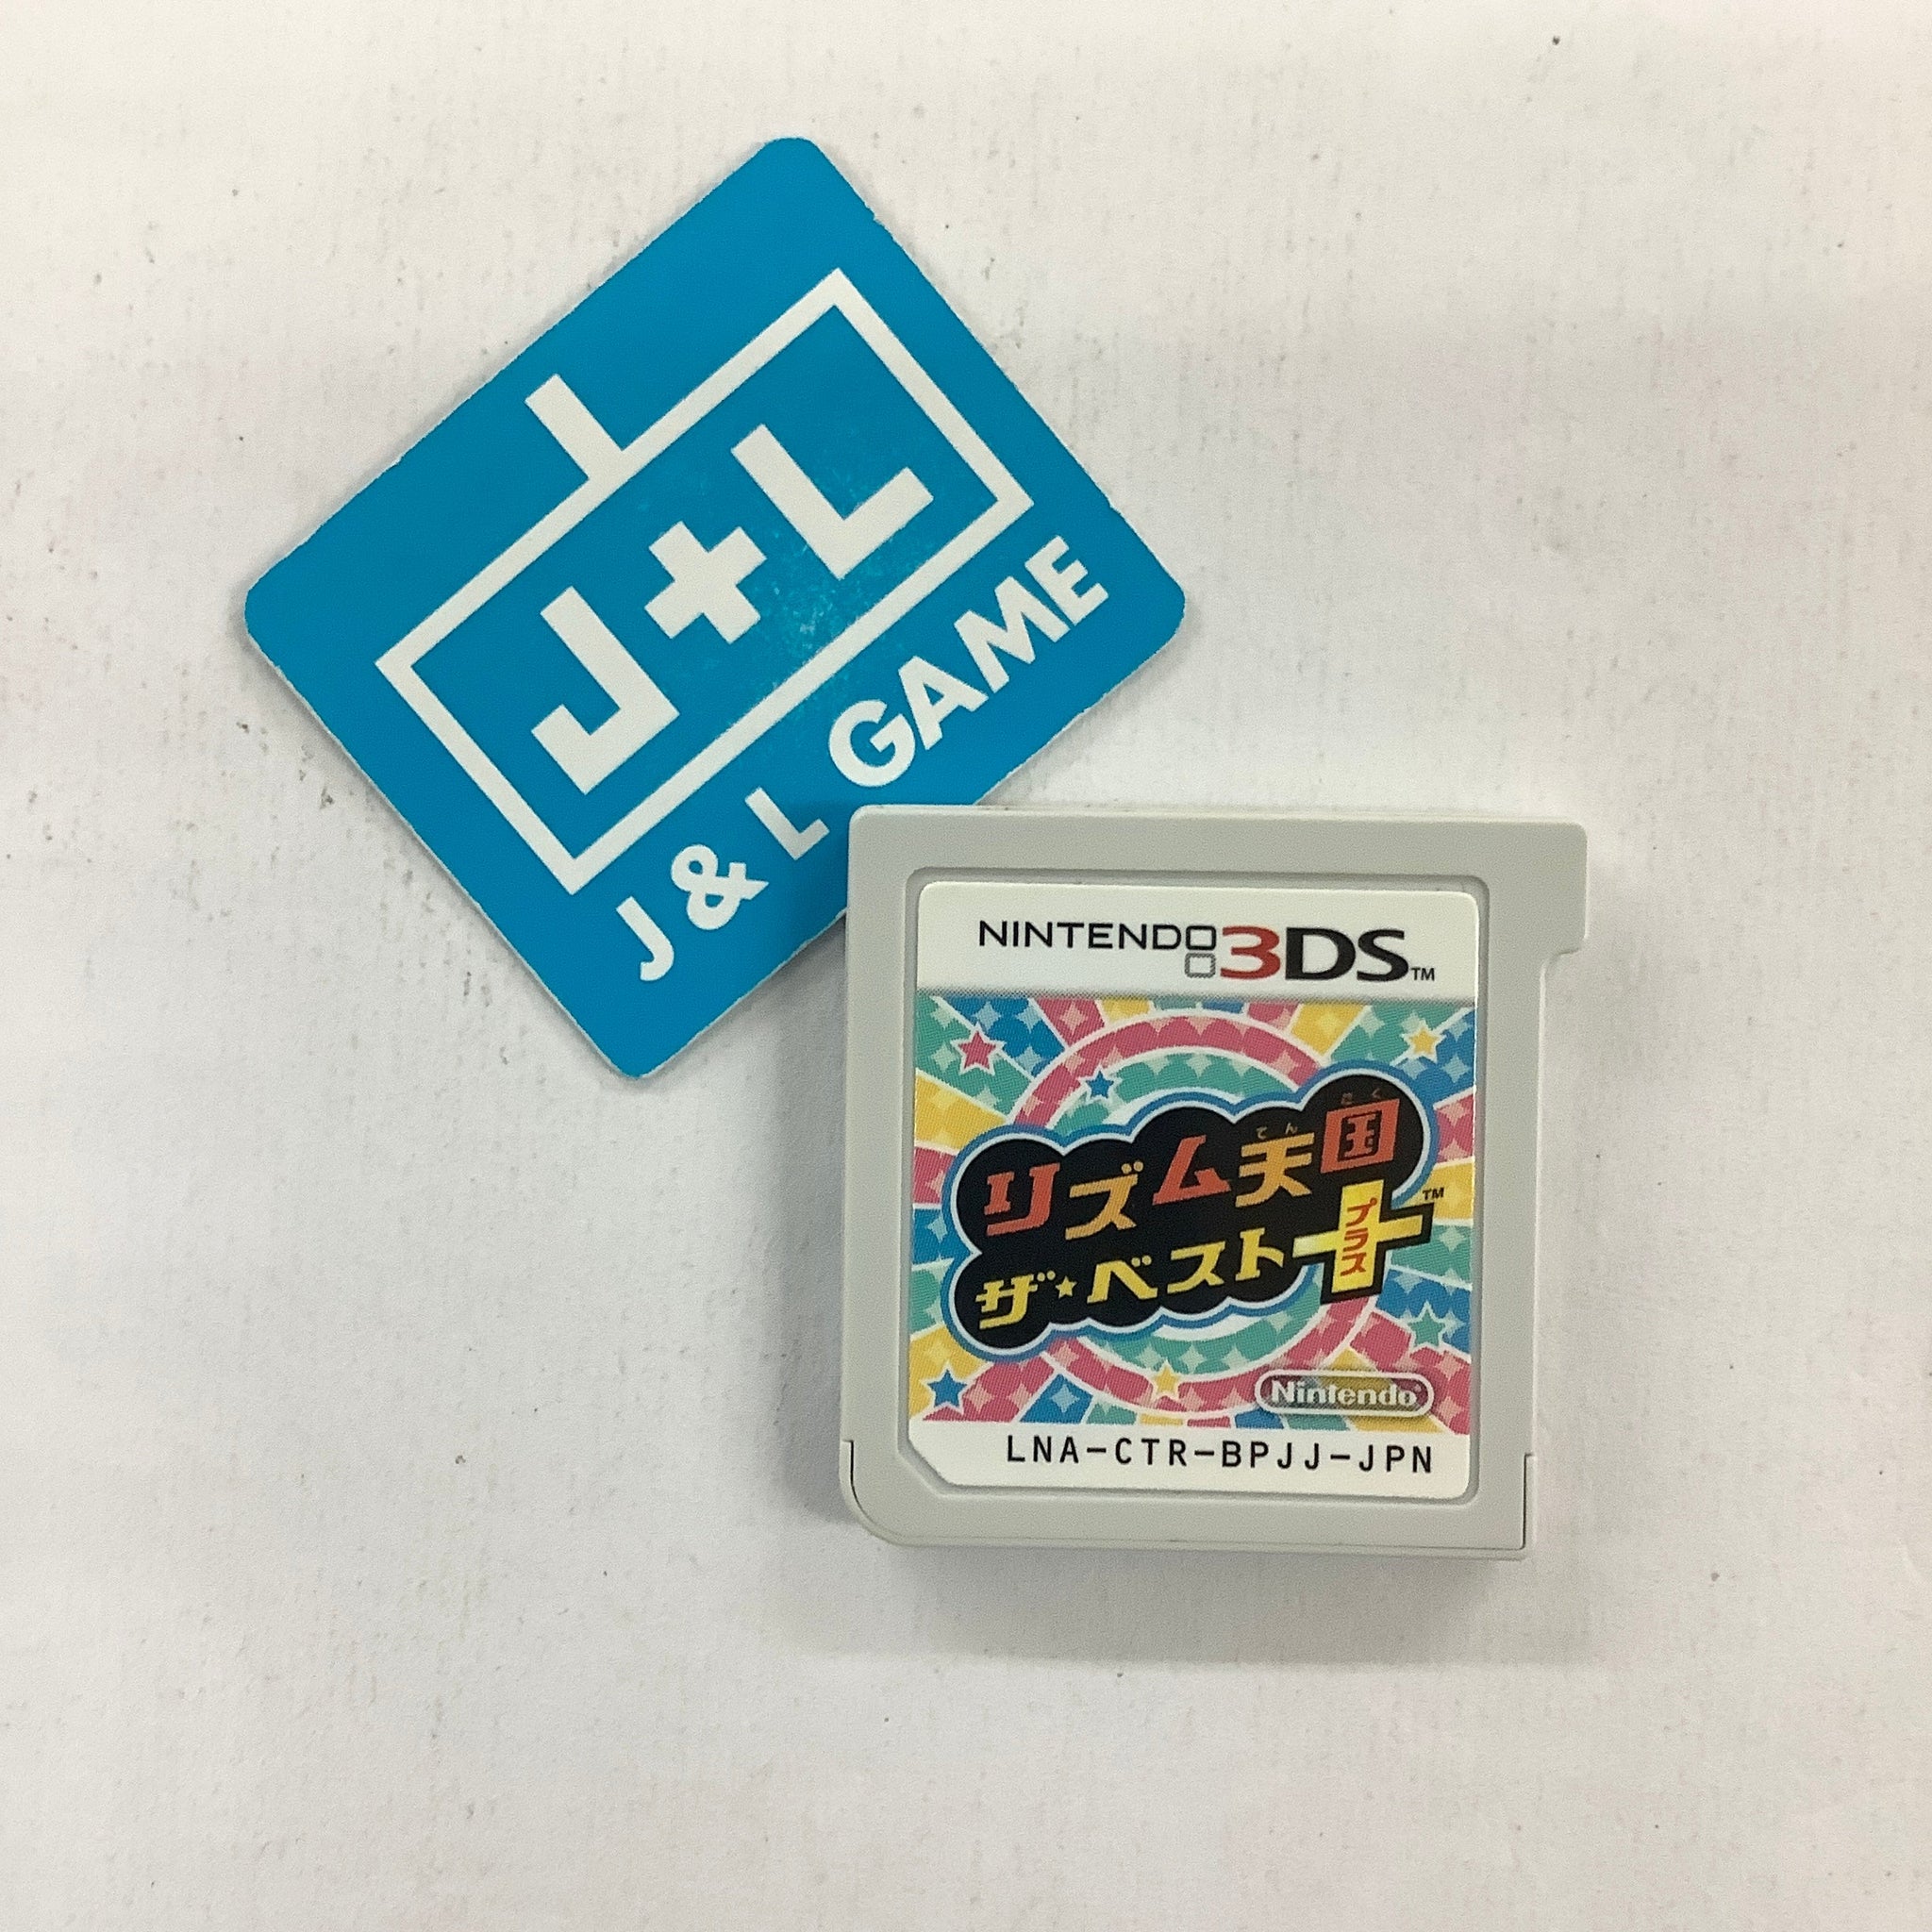 J+L
J & L GAME
NINTENDO 3DS™
てん ごく
リズム天国
ザ★ベスト+ ™
プラス
Nintendo
LNA-CTR-BPJJ-JPN